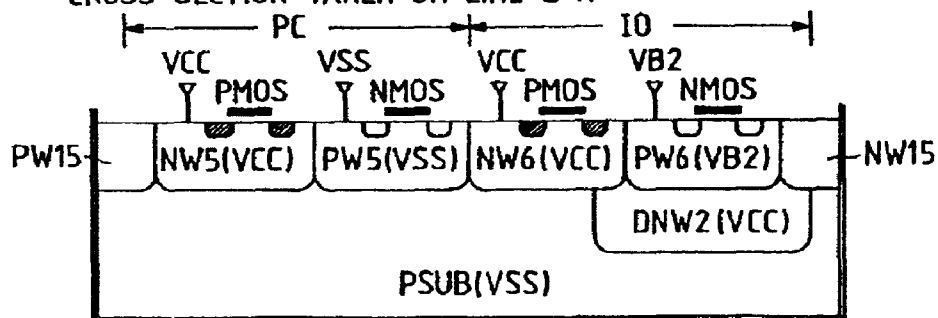 PC IO
VCC VSS VCC VB2
PMOS NMOS PMOS NMOS
PW15 NW5(VCC) PW5(VSS) NW6(VCC) PW6(VB2) NW15
DNW2(VCC)
PSUB(VSS)